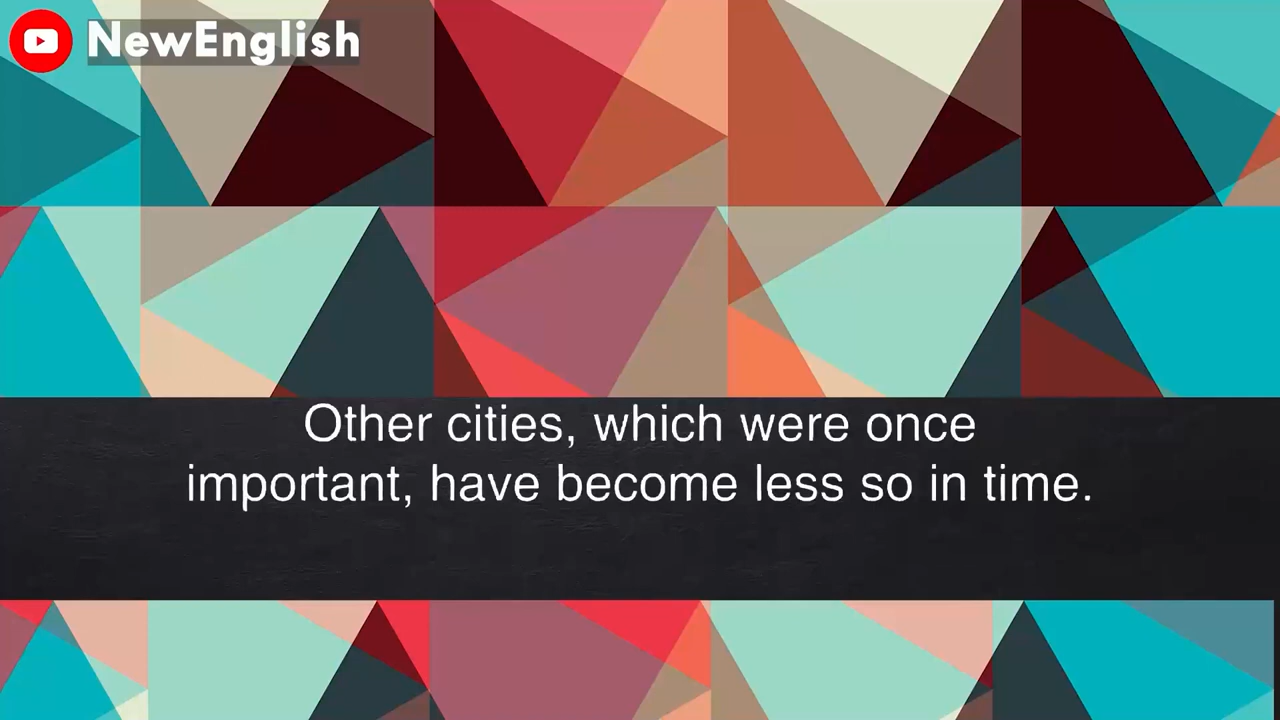 NewEnglish
Other cities, which were once
important, have become less so in time.